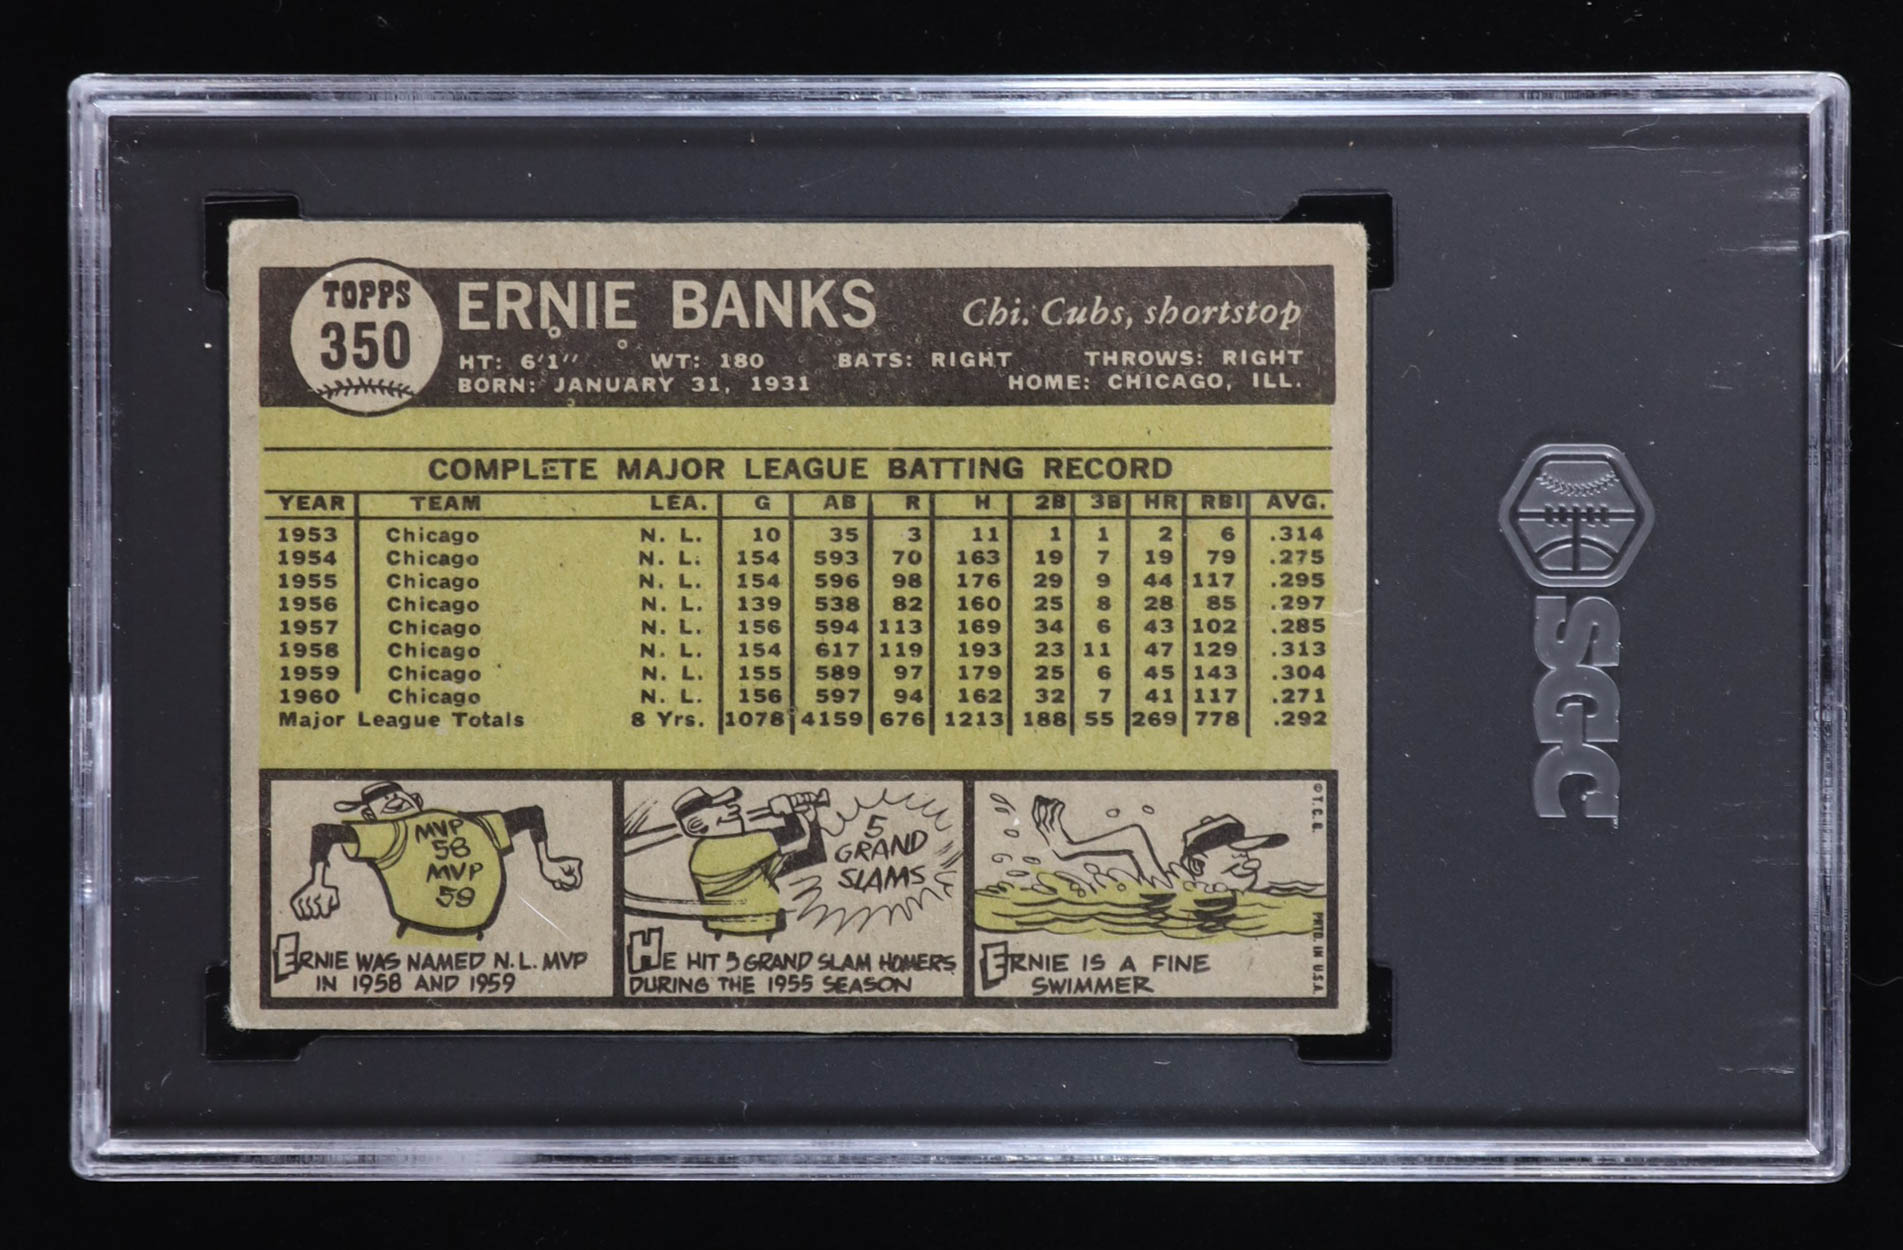 TOPPS
350
ERNIE BANKS
Chi. Cubs, shortstop
HT: 6'1" WT: 180 BATS: RIGHT THROWS: RIGHT
BORN: JANUARY 31, 1931 HOME: CHICAGO, ILL.
COMPLETE MAJOR LEAGUE BATTING RECORD
YEAR TEAM LEA. G AB R H 2B 3B HR RBI AVG.
1953 Chicago N. L. 10 35 3 11 1 1 2 6 .314
1954 Chicago N. L. 154 593 70 163 19 7 19 79 .275
1955 Chicago N. L. 154 596 98 176 29 9 44 117 .295
1956 Chicago N. L. 139 538 82 160 25 8 28 85 .297
1957 Chicago N. L. 156 594 113 169 34 6 43 102 .285
1958 Chicago N. L. 154 617 119 193 23 11 47 129 .313
1959 Chicago N. L. 155 589 97 179 25 6 45 143 .304
1960 Chicago N. L. 156 597 94 162 32 7 41 117 .271
Major League Totals 8 Yrs. 1078 4159 676 1213 188 55 269 778 .292
MVP
58
MVP
59
ERNIE WAS NAMED N.L. MVP
IN 1958 AND 1959
5
GRAND
SLAMS
HE HIT 5 GRAND SLAM HOMERS
DURING THE 1955 SEASON
ERNIE IS A FINE
SWIMMER
© T. C. G.
PRTD. IN U.S.A.
SGC